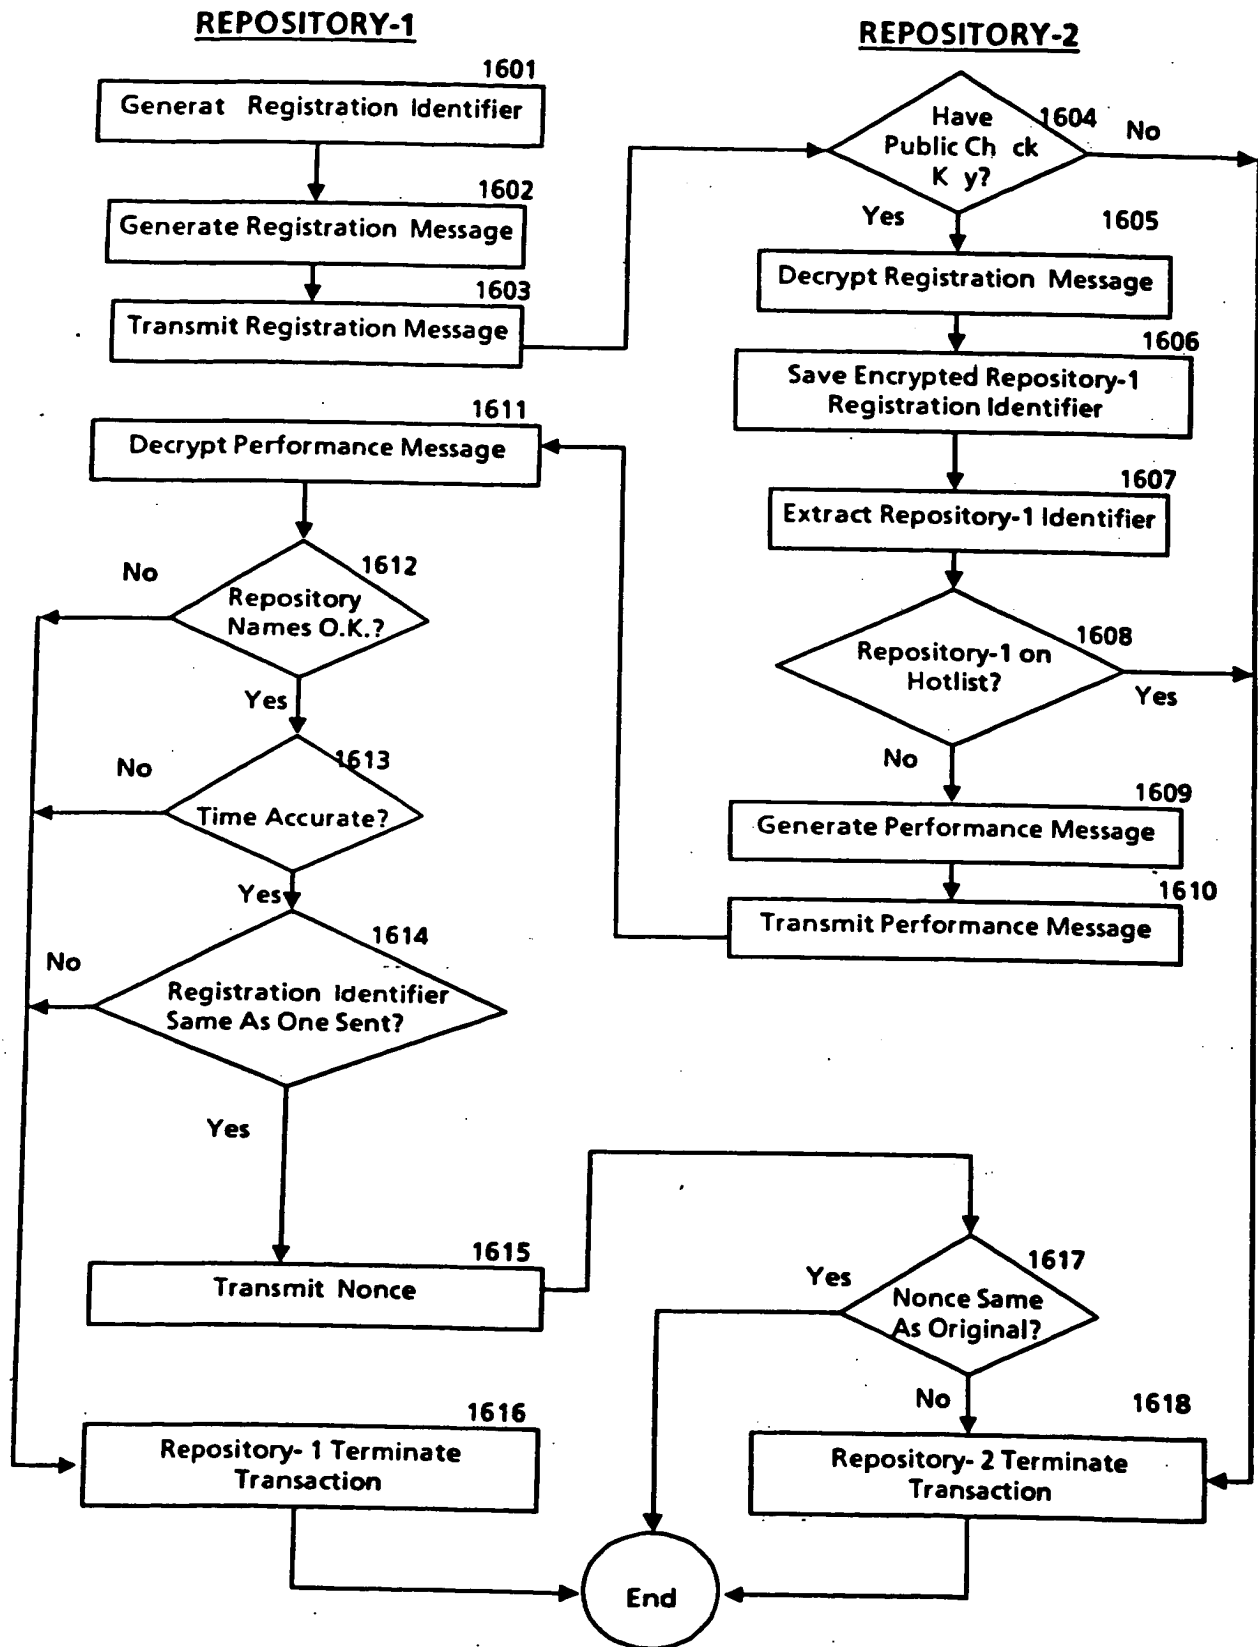 REPOSITORY-1
1601
Generat Registration Identifier
1602
Generate Registration Message
1603
Transmit Registration Message
1611
Decrypt Performance Message
1612
No
Repository
Names O.K.?
Yes
1613
No
Time Accurate?
Yes
1614
No
Registration Identifier
Same As One Sent?
Yes
1615
Transmit Nonce
1616
Repository- 1 Terminate
Transaction
REPOSITORY-2
1604
No
Have
Public Ch ck
K y?
Yes
1605
Decrypt Registration Message
1606
Save Encrypted Repository-1
Registration Identifier
1607
Extract Repository-1 Identifier
1608
Repository-1 on
Hotlist?
Yes
No
1609
Generate Performance Message
1610
Transmit Performance Message
1617
Yes
Nonce Same
As Original?
No
1618
Repository- 2 Terminate
Transaction
End